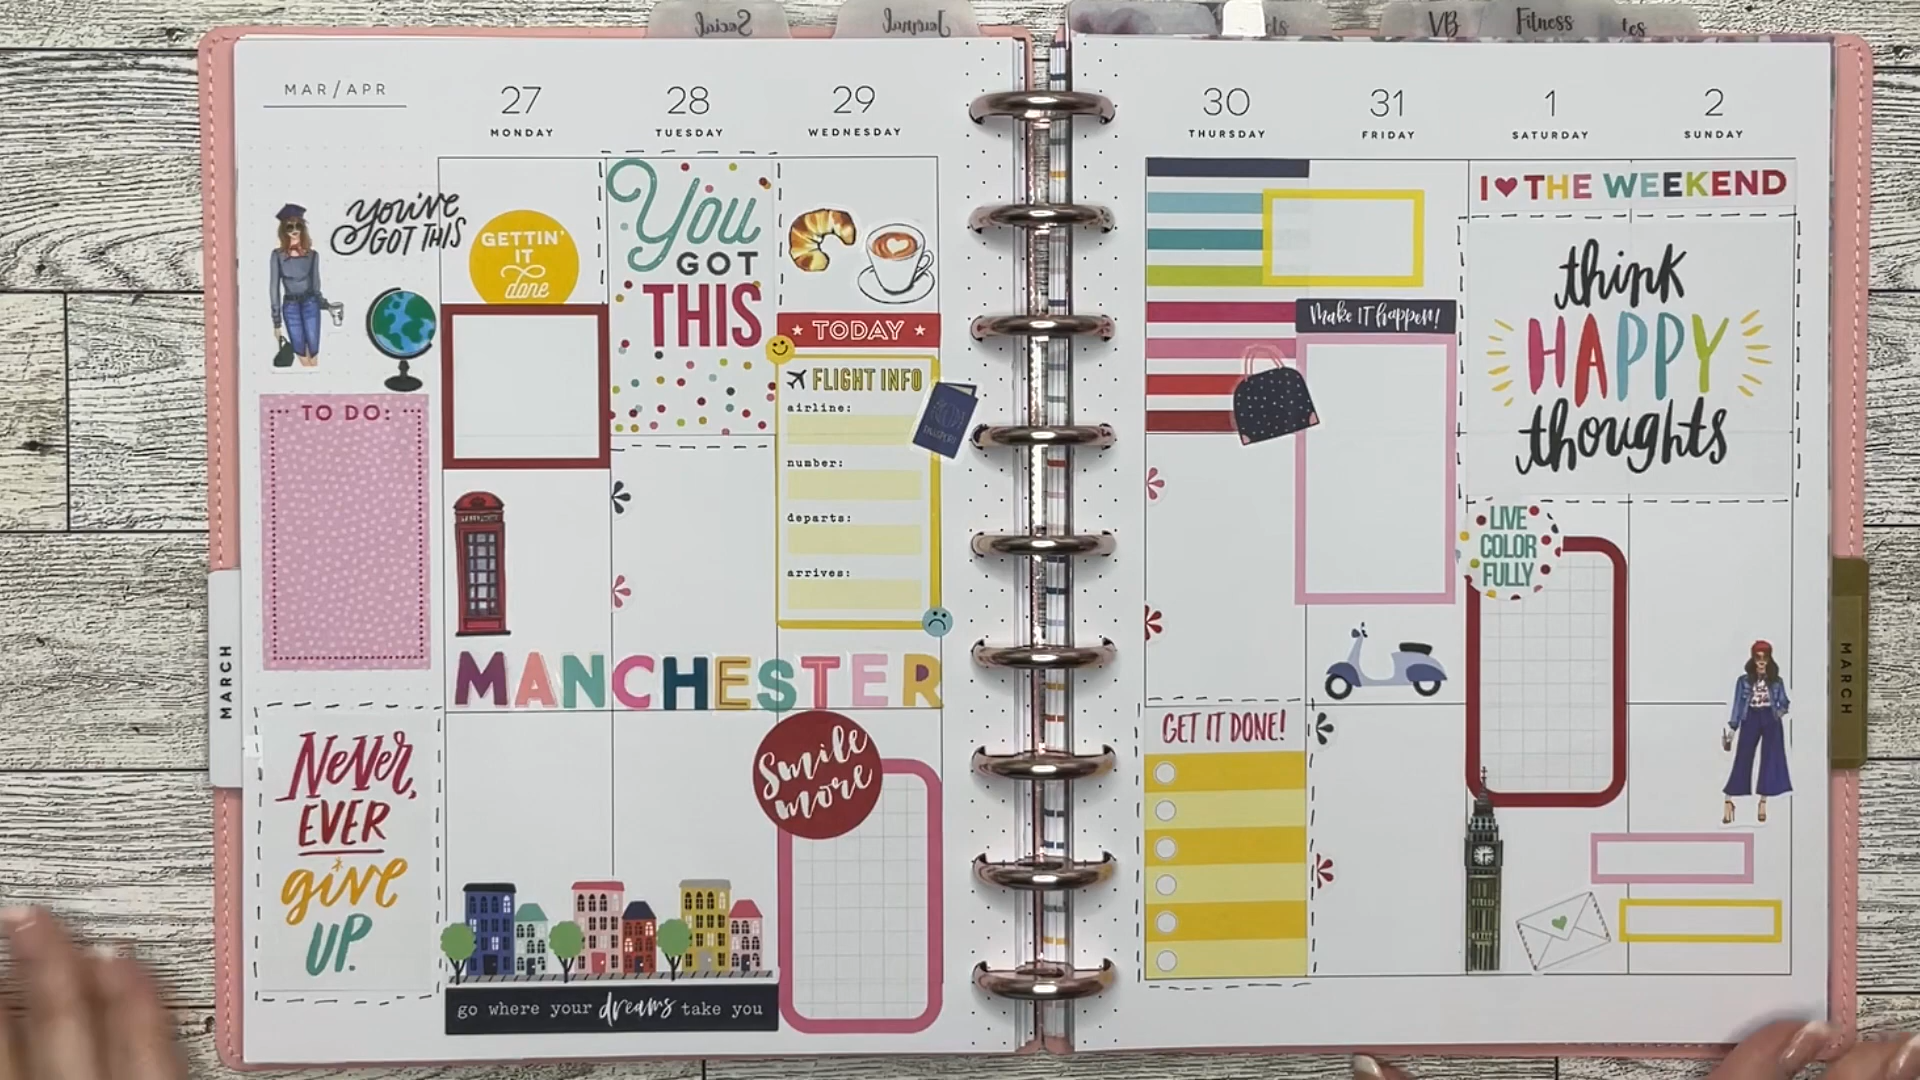 Social
Journal
VB
Fitness
MAR/APR
27
MONDAY
28
TUESDAY
29
WEDNESDAY
30
THURSDAY
31
FRIDAY
1
SATURDAY
2
SUNDAY
you've
GOT THIS
TO DO:
NEVER,
EVER
give
UP.
MARCH
GETTIN'
IT
done
You
GOT
THIS
TODAY
FLIGHT INFO
airline:
number:
departs:
arrives:
PASSPORT
TELEPHONE
MANCHESTER
Smile
more
go where your dreams take you
Make IT happen!
GET IT DONE!
I ♥ THE WEEKEND
think
HAPPY
thoughts
LIVE
COLOR
FULLY
MARCH